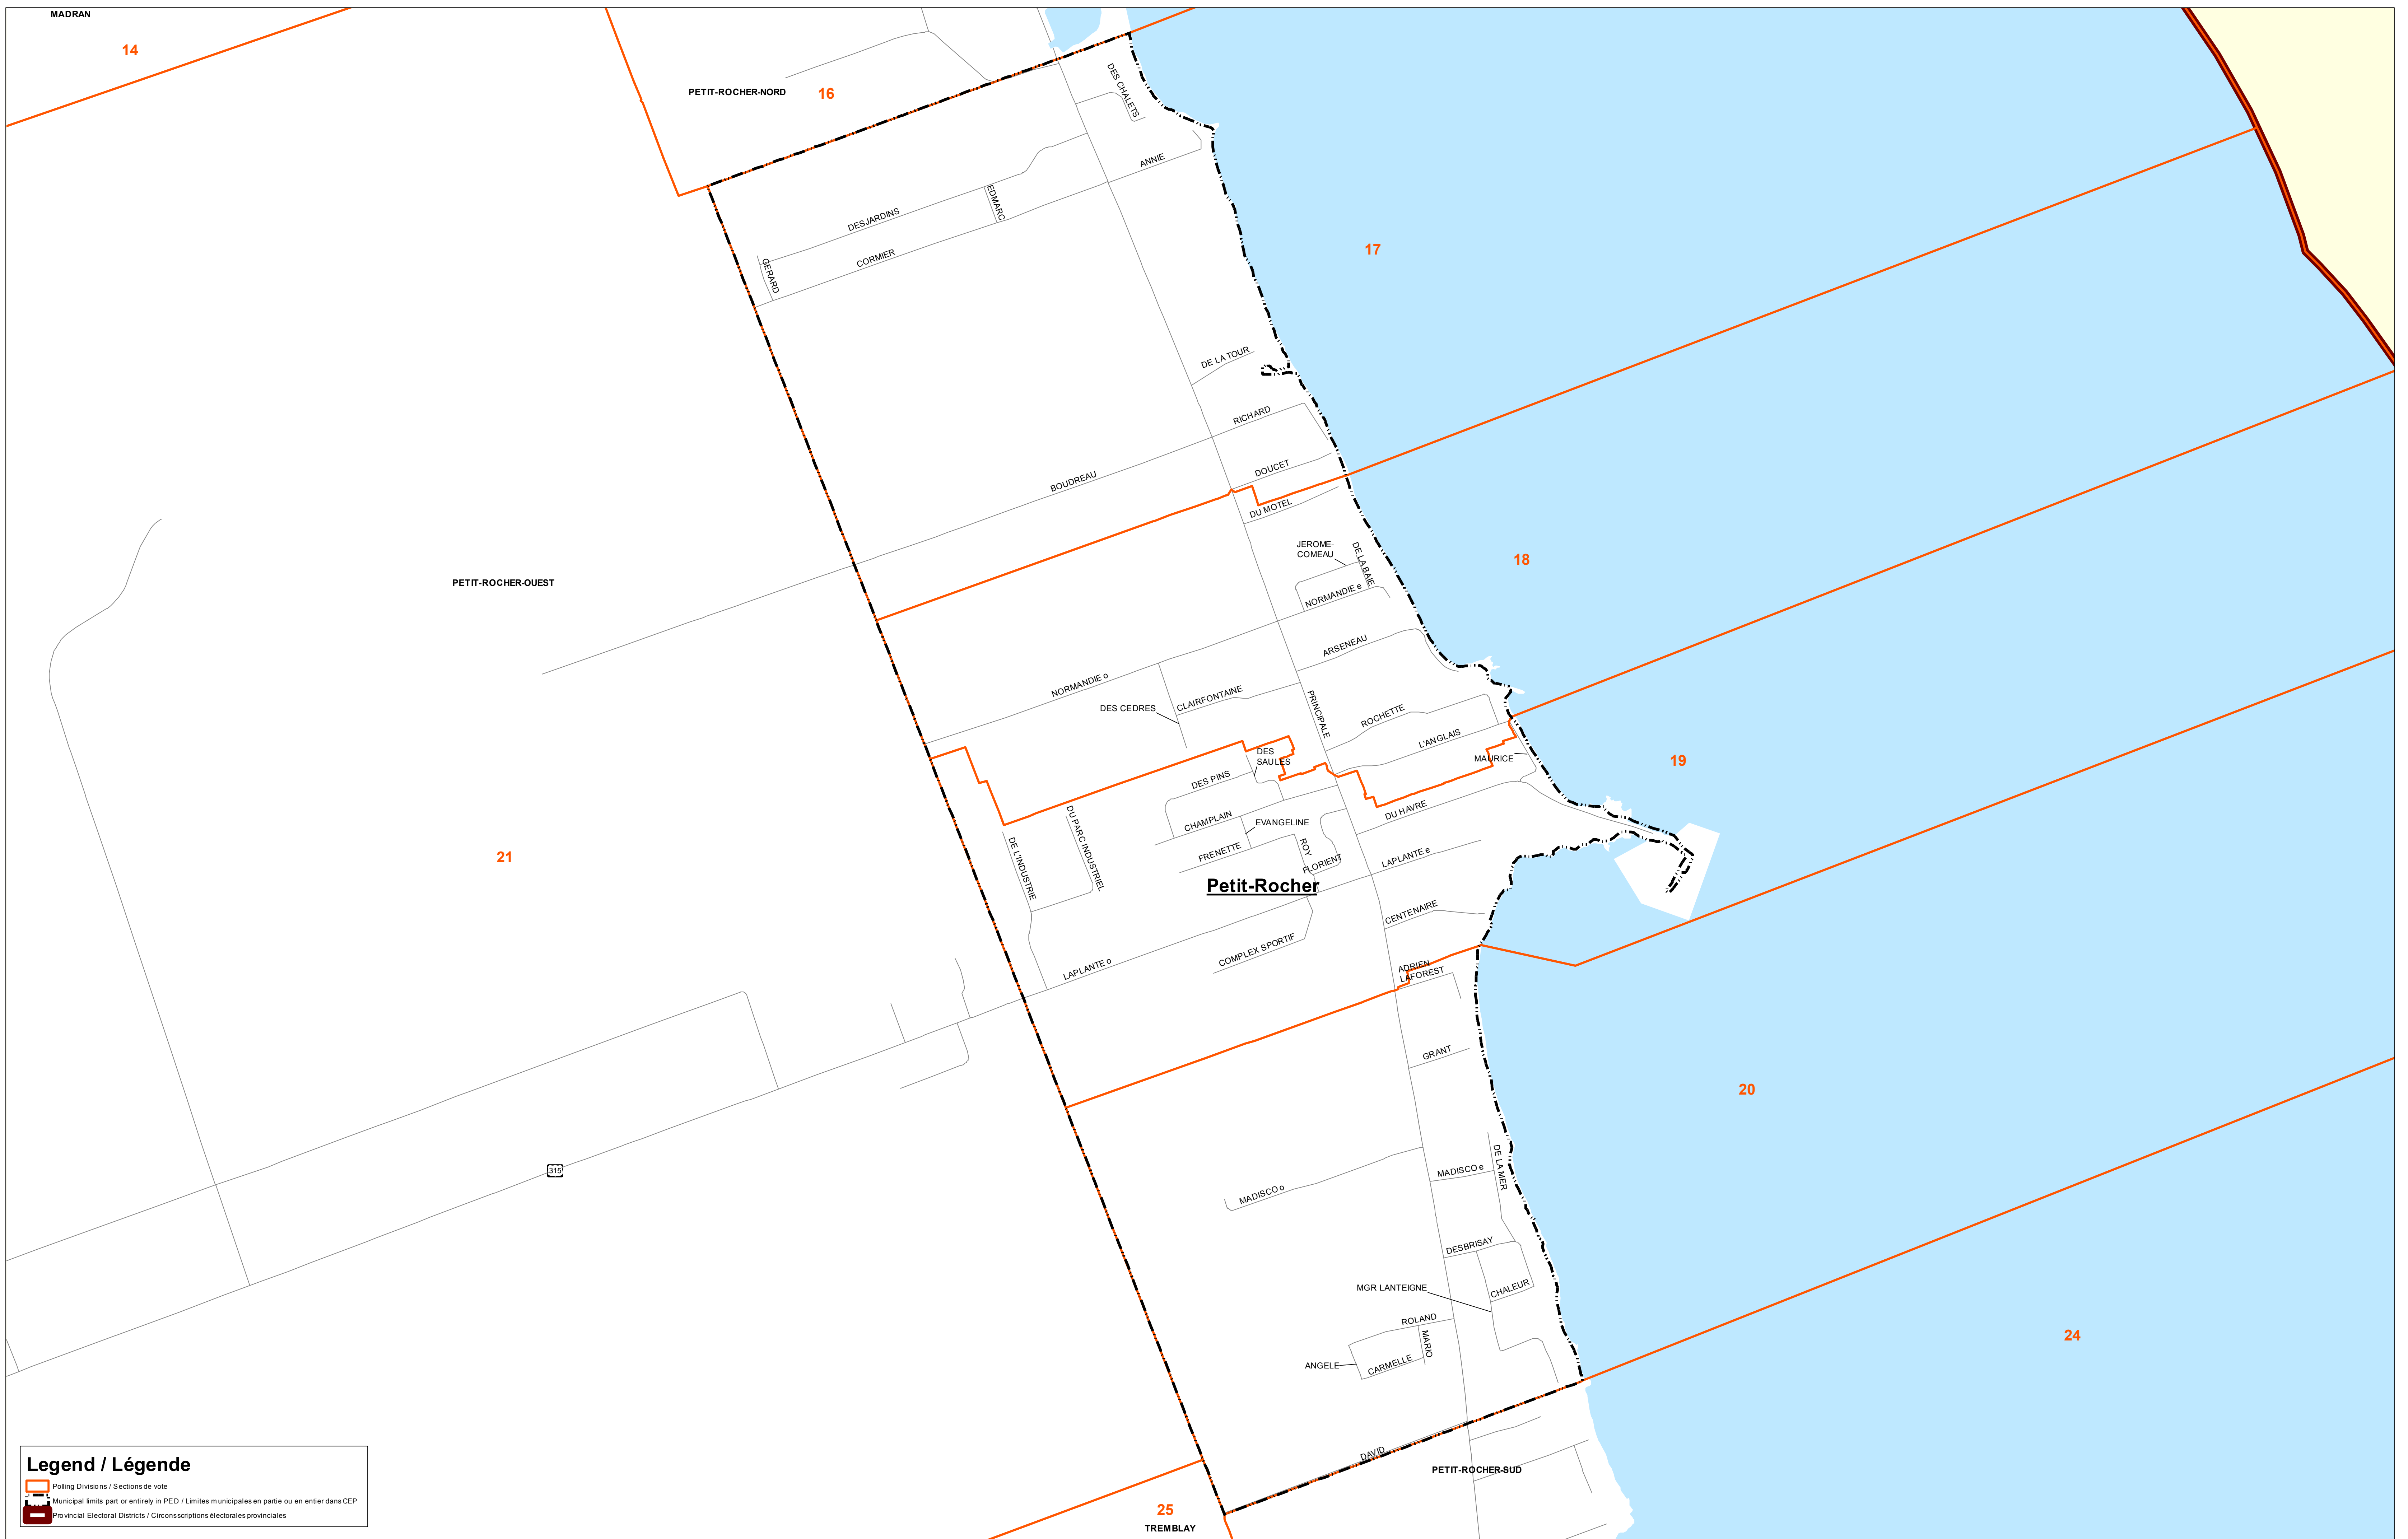 MADRAN
14
PETIT-ROCHER-NORD
16
DES CHALETS
ANNIE
EDMARC
DESJARDINS
CORMIER
GERARD
17
DE LA TOUR
RICHARD
DOUCET
BOUDREAU
DU MOTEL
JEROME-
COMEAU
DE LA BAIE
18
PETIT-ROCHER-OUEST
NORMANDIE e
ARSENEAU
NORMANDIE o
CLAIRFONTAINE
DES CEDRES
PRINCIPALE
ROCHETTE
L'ANGLAIS
MAURICE
19
DES
SAULES
DES PINS
DU PARC INDUSTRIEL
CHAMPLAIN
EVANGELINE
DU HAVRE
DE L'INDUSTRIE
FRENETTE
ROY
FLORIENT
LAPLANTE e
21
Petit-Rocher
CENTENAIRE
COMPLEX SPORTIF
LAPLANTE o
ADRIEN
LAFOREST
GRANT
20
MADISCO e
DE LA MER
MADISCO o
315
DESBRISAY
MGR LANTEIGNE
CHALEUR
ROLAND
MARIO
ANGELE
CARMELLE
24
DAVID
PETIT-ROCHER-SUD
25
TREMBLAY
Legend / Légende
Polling Divisions / Sections de vote
Municipal limits part or entirely in PED / Limites municipales en partie ou en entier dans CEP
Provincial Electoral Districts / Circonsscriptions électorales provinciales